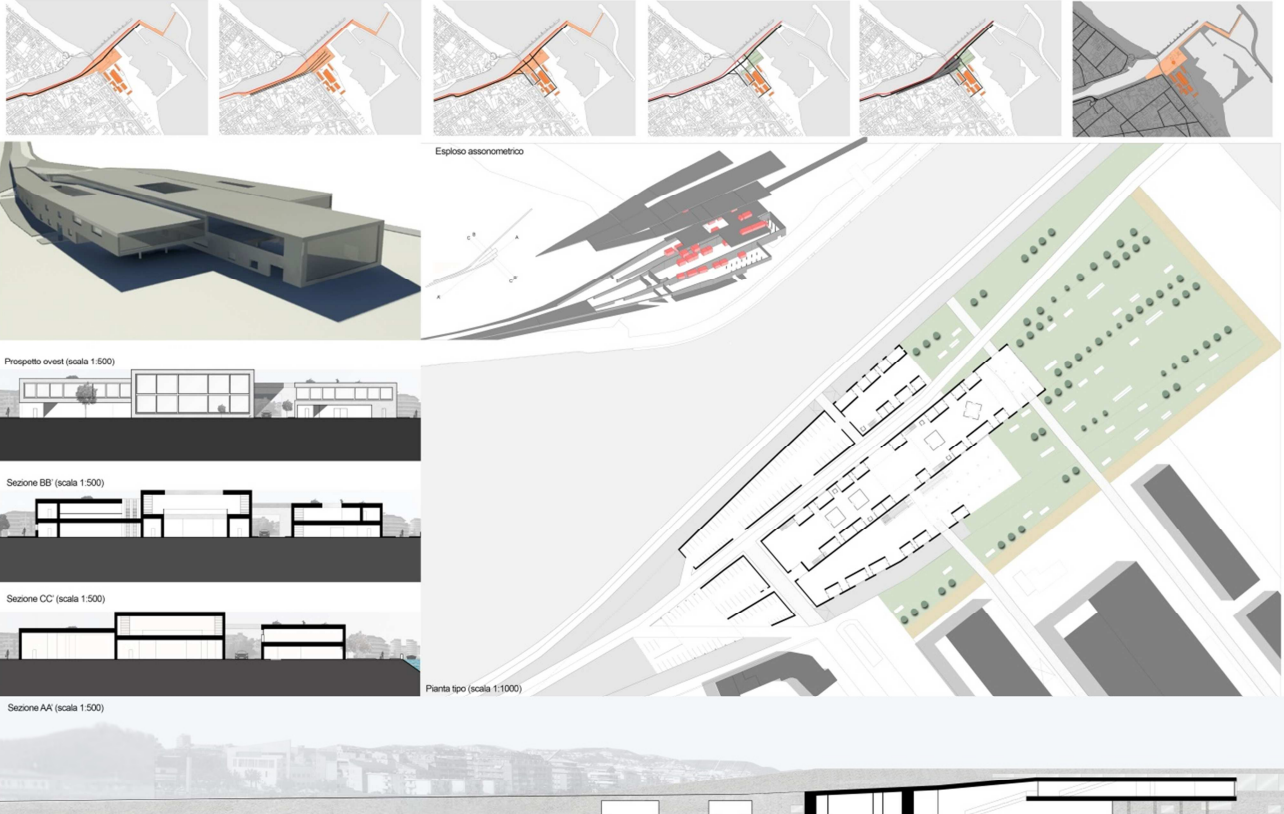 Esploso assonometrico
Prospetto ovest (scala 1:500)
Sezione BB' (scala 1:500)
Sezione CC' (scala 1:500)
Pianta tipo (scala 1:1000)
Sezione AA' (scala 1:500)